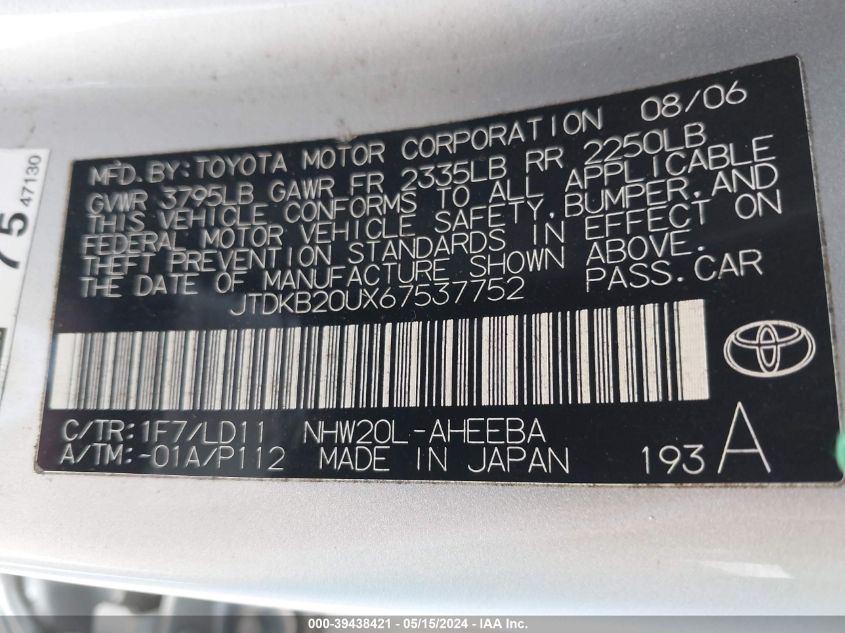 75
47130
MFD.BY:TOYOTA MOTOR CORPORATION 08/06
GVWR 3795LB GAWR FR 2335LB RR 2250LB
THIS VEHICLE CONFORMS TO ALL APPLICABLE
FEDERAL MOTOR VEHICLE SAFETY,BUMPER,AND
THEFT PREVENTION STANDARDS IN EFFECT ON
THE DATE OF MANUFACTURE SHOWN ABOVE.
JTDKB20UX67537752 PASS.CAR
C/TR:1F7/LD11 NHW20L-AHEEBA
A/TM:-01A/P112 MADE IN JAPAN 193 A
000-39438421 - 05/15/2024 - IAA Inc.